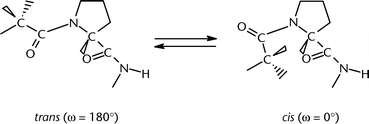 C N O N
C C C C
O C C C
O O C O
N H N H
trans (ω = 180°) cis (ω = 0°)